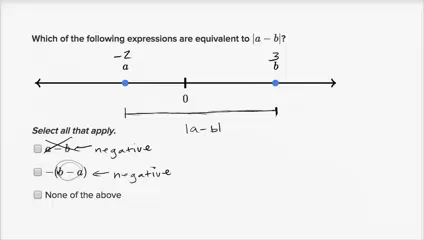 Which of the following expressions are equivalent to |a − b|?
−2 3
a b
0
|a−b|
Select all that apply.
a − b ← negative
−(b − a) ← negative
None of the above